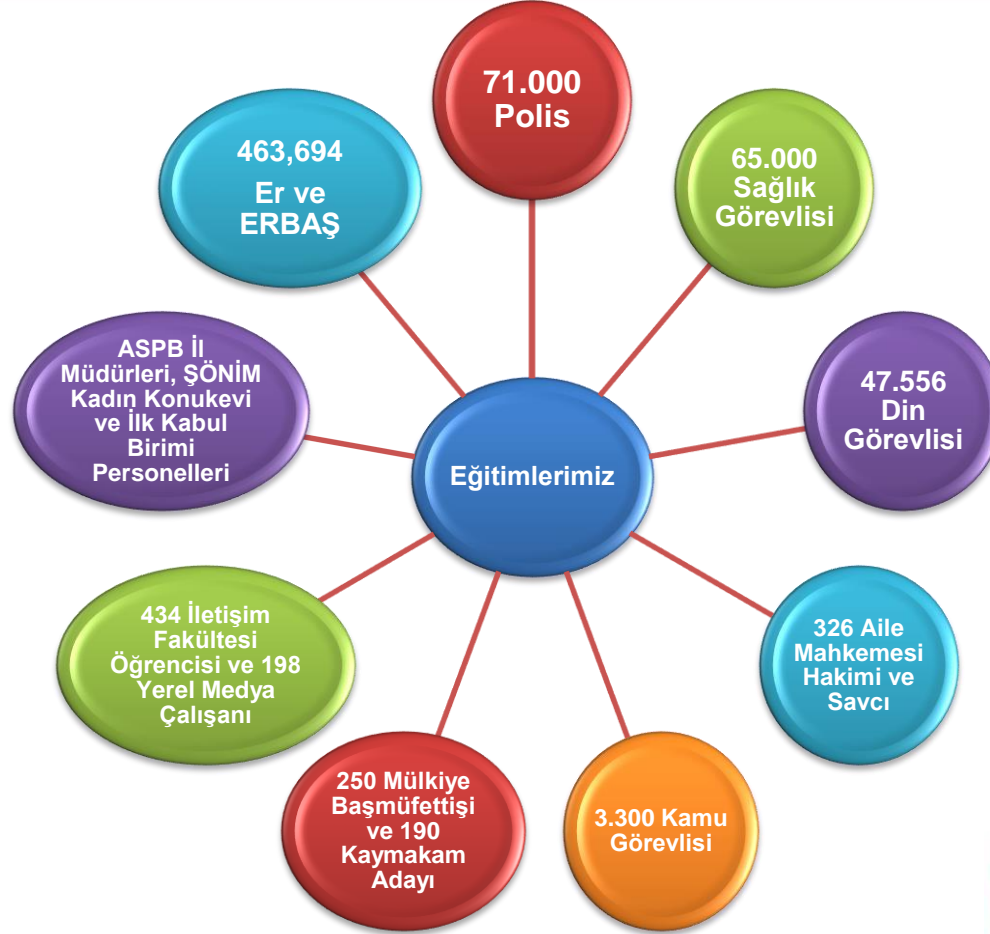 71.000
Polis
65.000
Sağlık
Görevlisi
47.556
Din
Görevlisi
326 Aile
Mahkemesi
Hakimi ve
Savcı
3.300 Kamu
Görevlisi
250 Mülkiye
Başmüfettişi
ve 190
Kaymakam
Adayı
434 İletişim
Fakültesi
Öğrencisi ve 198
Yerel Medya
Çalışanı
ASPB İl
Müdürleri, ŞÖNİM
Kadın Konukevi
ve İlk Kabul
Birimi
Personelleri
463,694
Er ve
ERBAŞ
Eğitimlerimiz